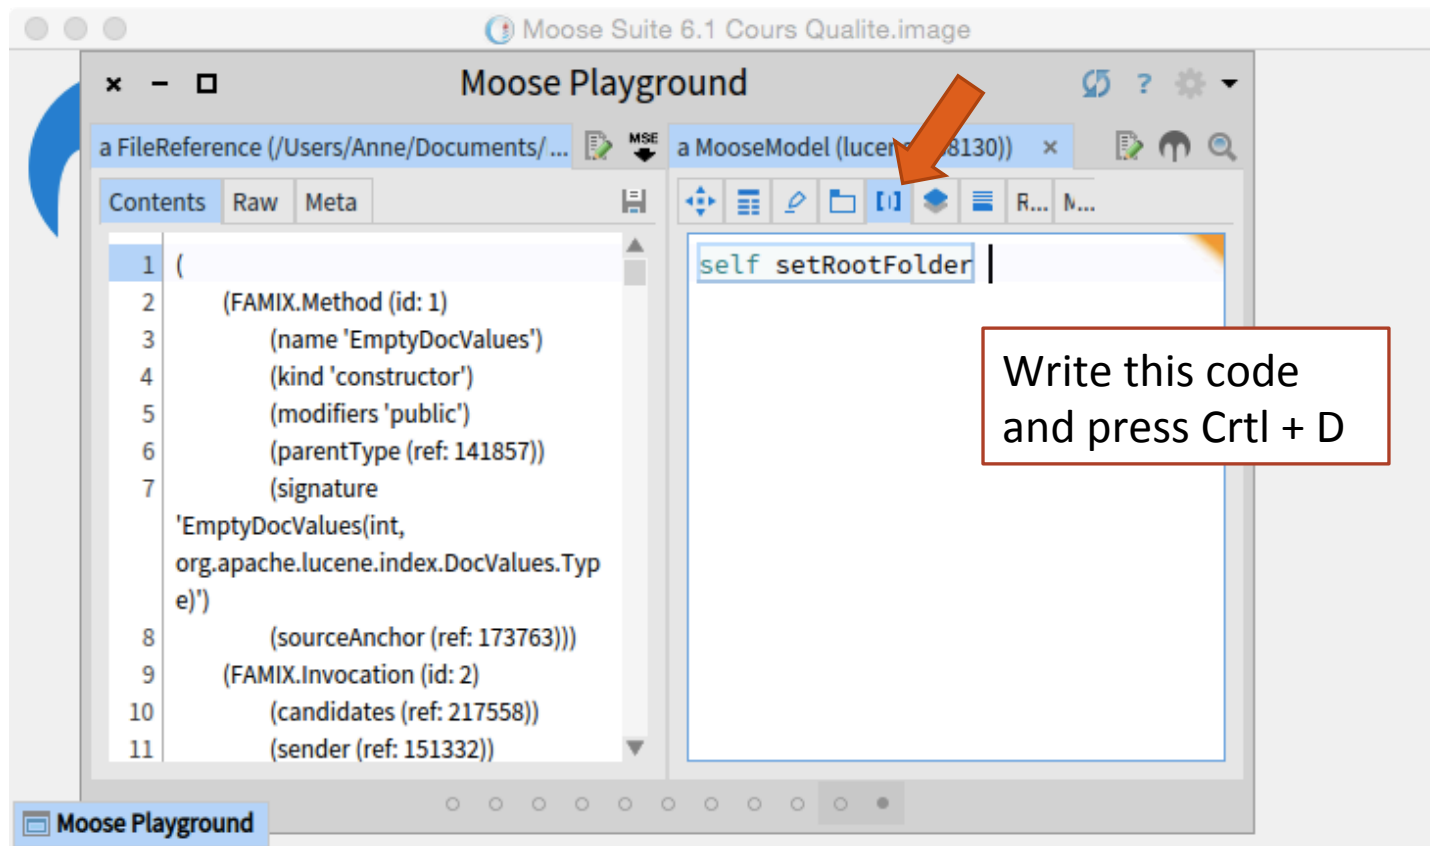 Moose Suite 6.1 Cours Qualite.image
Moose Playground
a FileReference (/Users/Anne/Documents/ ...
MSE
a MooseModel (lucen 8130))
Contents Raw Meta
R... M...
1 (
2 (FAMIX.Method (id: 1)
3 (name 'EmptyDocValues')
4 (kind 'constructor')
5 (modifiers 'public')
6 (parentType (ref: 141857))
7 (signature
'EmptyDocValues(int,
org.apache.lucene.index.DocValues.Typ
e)')
8 (sourceAnchor (ref: 173763)))
9 (FAMIX.Invocation (id: 2)
10 (candidates (ref: 217558))
11 (sender (ref: 151332))
self setRootFolder
Write this code
and press Crtl + D
Moose Playground